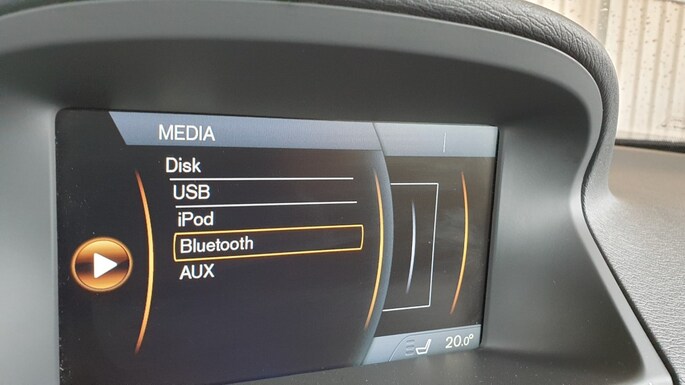 MEDIA
Disk
USB
iPod
Bluetooth
AUX
20.0°